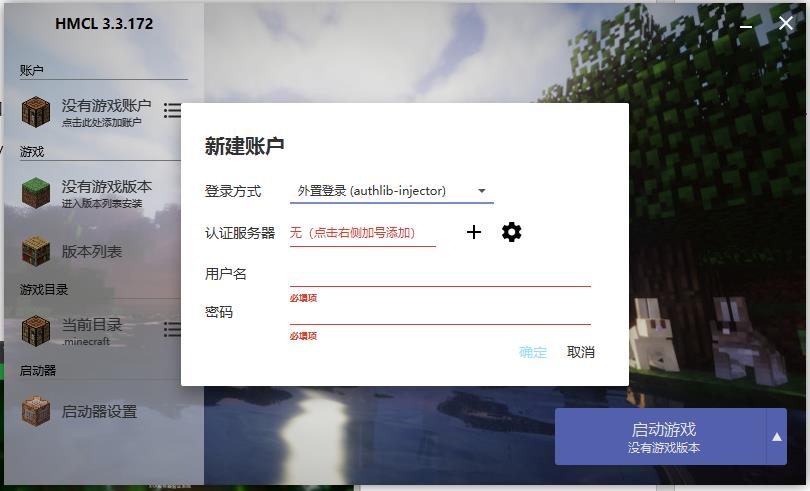 HMCL 3.3.172
账户
没有游戏账户
点击此处添加账户
游戏
没有游戏版本
进入版本列表安装
版本列表
游戏目录
当前目录
.minecraft
启动器
启动器设置
新建账户
登录方式 外置登录 (authlib-injector)
认证服务器 无（点击右侧加号添加）
用户名
必填项
密码
必填项
确定 取消
启动游戏
没有游戏版本